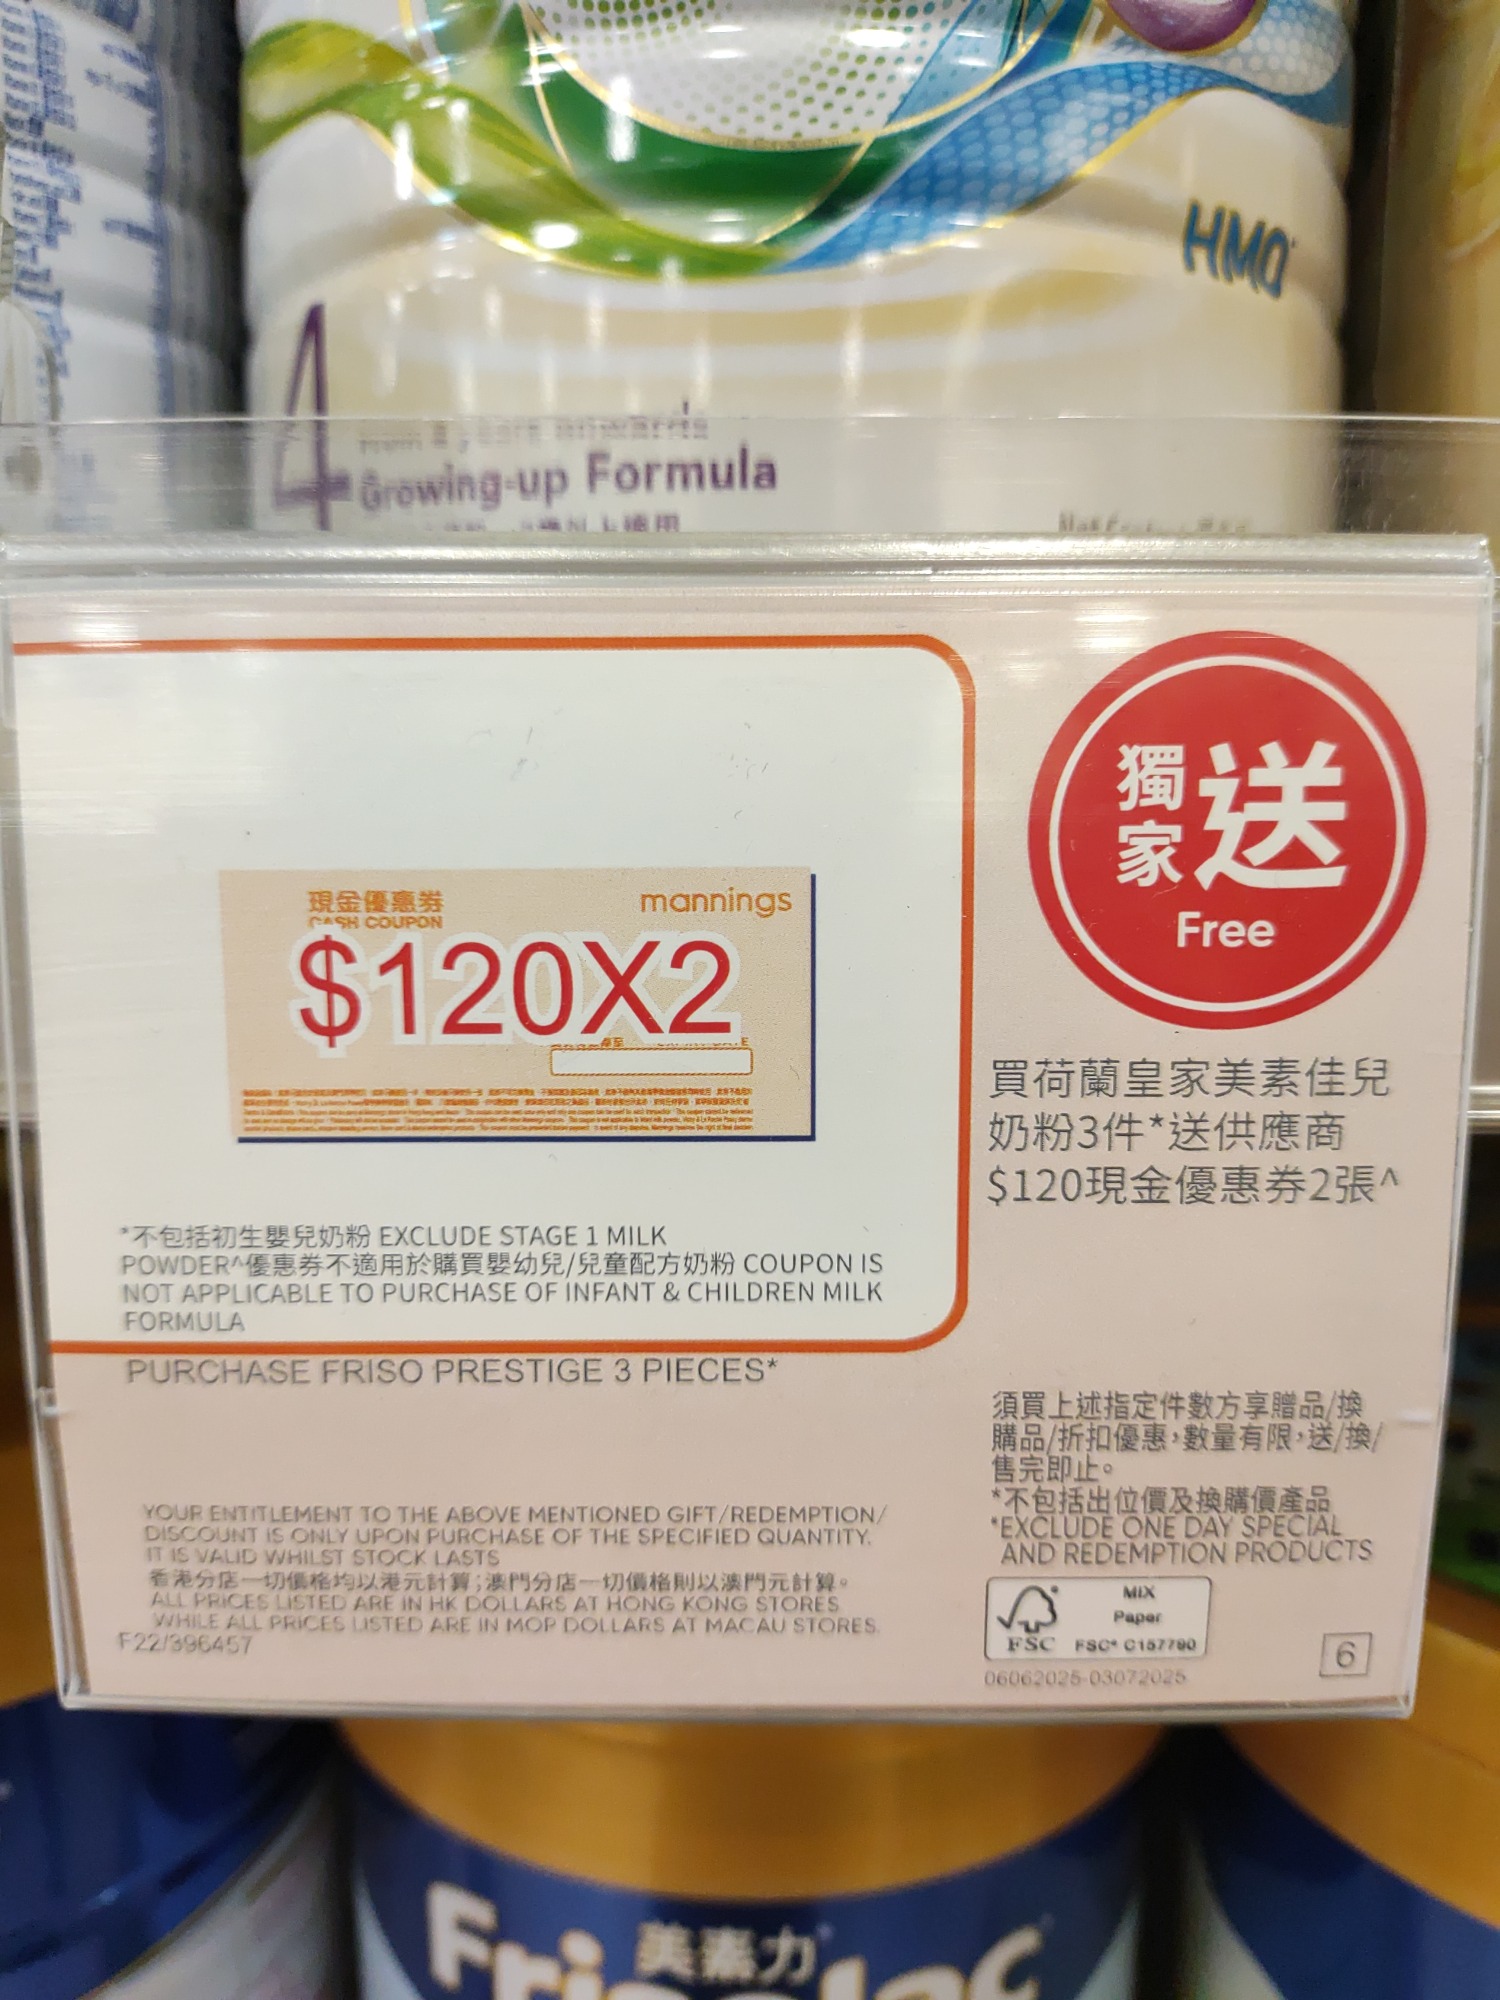 HMO
4
Growing-up Formula
獨家送
Free
現金優惠券
CASH COUPON
mannings
$120X2
買荷蘭皇家美素佳兒
奶粉3件*送供應商
$120現金優惠券2張^
*不包括初生嬰兒奶粉 EXCLUDE STAGE 1 MILK
POWDER^優惠券不適用於購買嬰幼兒/兒童配方奶粉 COUPON IS
NOT APPLICABLE TO PURCHASE OF INFANT & CHILDREN MILK
FORMULA
PURCHASE FRISO PRESTIGE 3 PIECES*
須買上述指定件數方享贈品/換
購品/折扣優惠,數量有限,送/換/
售完即止。
*不包括出位價及換購價產品
*EXCLUDE ONE DAY SPECIAL
AND REDEMPTION PRODUCTS
YOUR ENTITLEMENT TO THE ABOVE MENTIONED GIFT/REDEMPTION/
DISCOUNT IS ONLY UPON PURCHASE OF THE SPECIFIED QUANTITY.
IT IS VALID WHILST STOCK LASTS
香港分店一切價格均以港元計算;澳門分店一切價格則以澳門元計算。
ALL PRICES LISTED ARE IN HK DOLLARS AT HONG KONG STORES
WHILE ALL PRICES LISTED ARE IN MOP DOLLARS AT MACAU STORES.
F22/396457
FSC
MIX
Paper
FSC® C157790
06062025-03072025
6
美素力